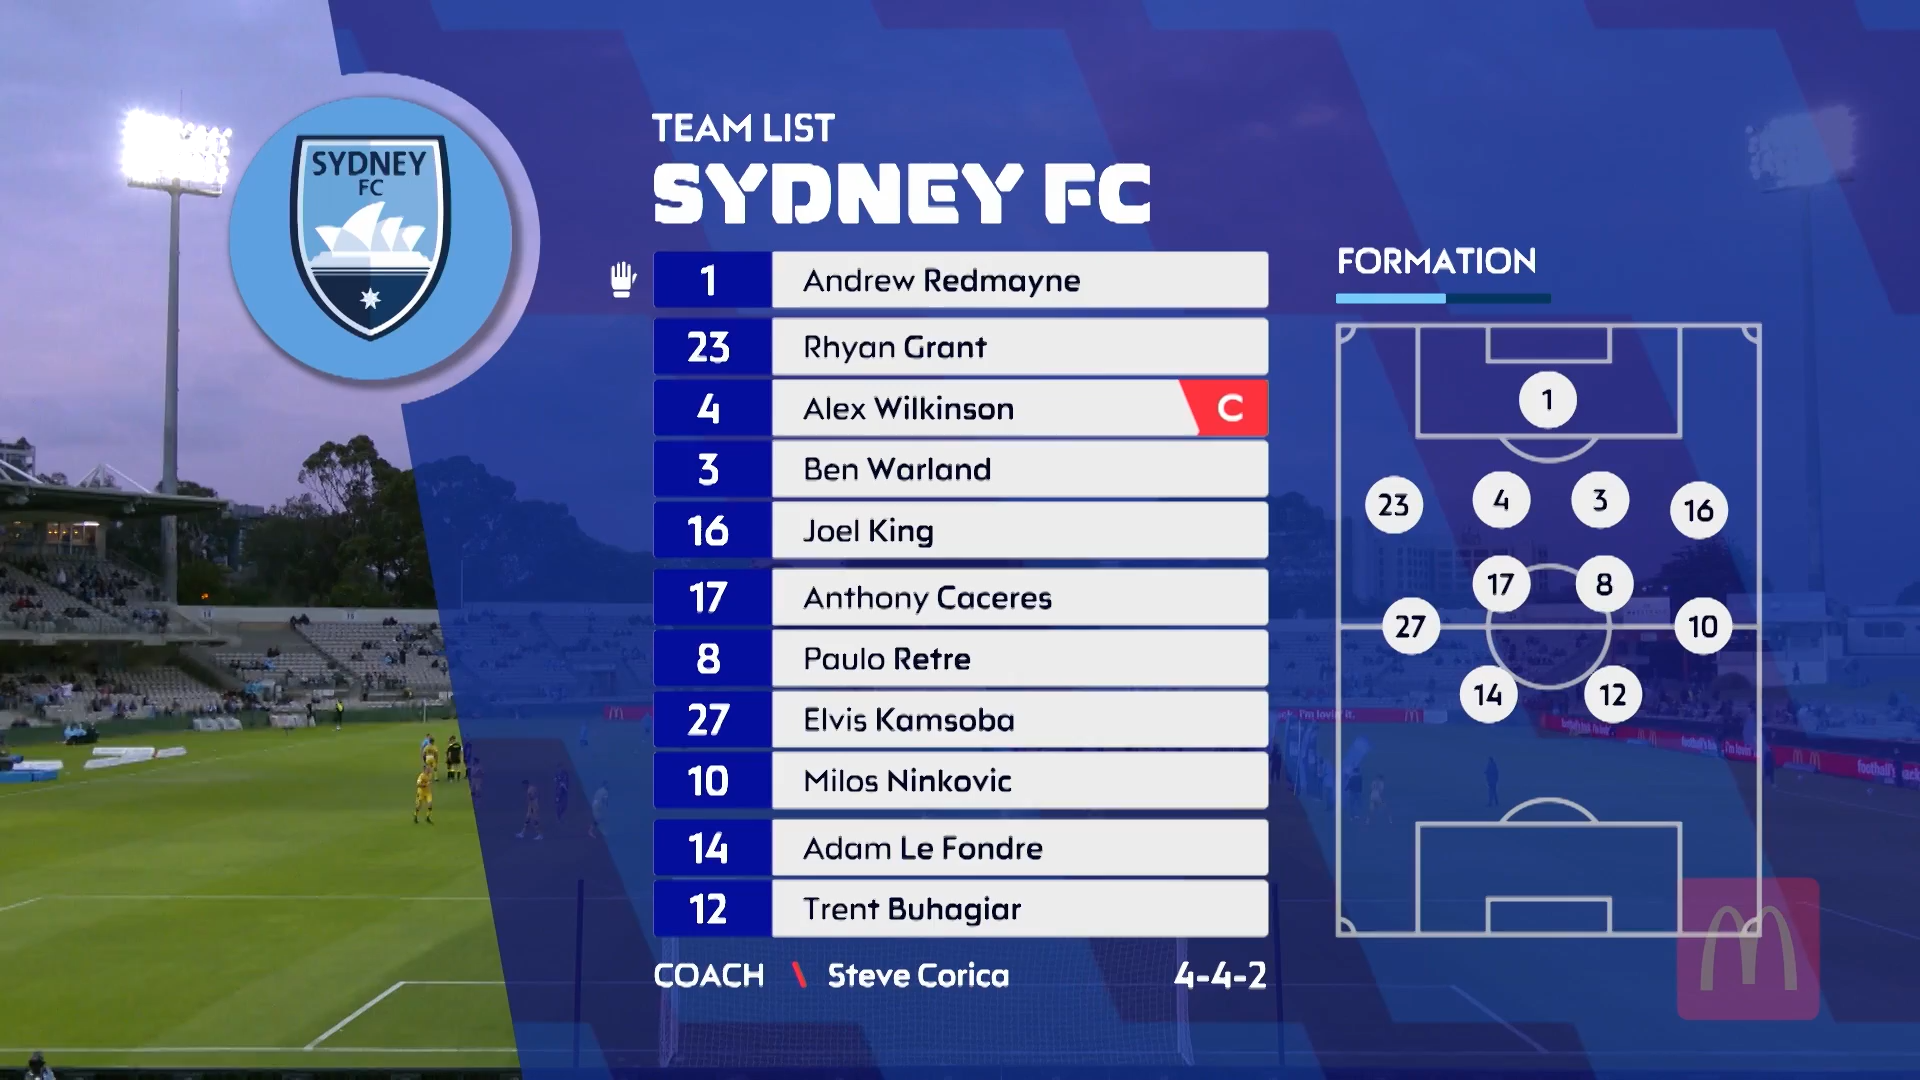 SYDNEY
FC
TEAM LIST
SYDNEY FC
1 Andrew Redmayne
23 Rhyan Grant
4 Alex Wilkinson C
3 Ben Warland
16 Joel King
17 Anthony Caceres
8 Paulo Retre
27 Elvis Kamsoba
10 Milos Ninkovic
14 Adam Le Fondre
12 Trent Buhagiar
COACH \ Steve Corica 4-4-2
FORMATION
1
23 4 3 16
17 8
27 10
14 12
i'm lovin' it.
football's